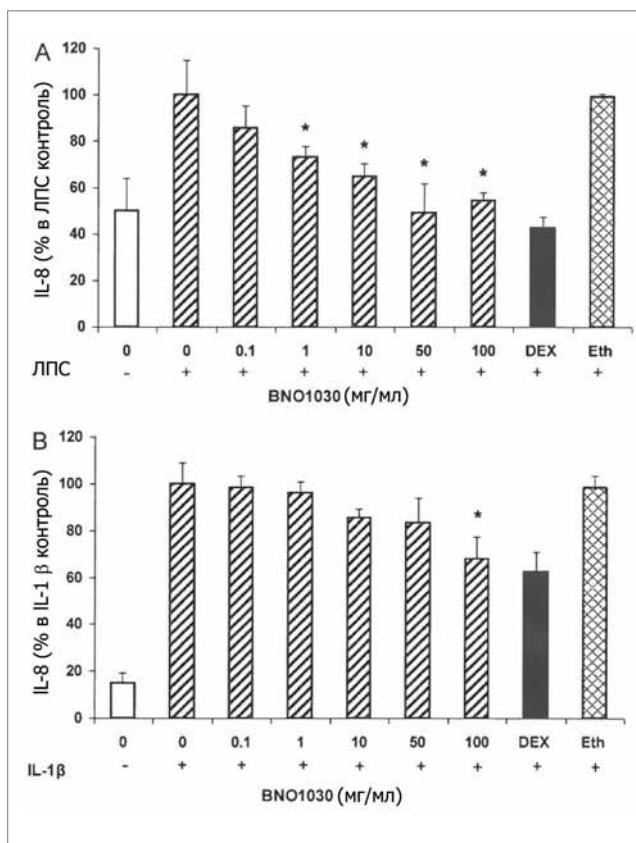 A
IL-8 (% в ЛПС контроль)
120
100
80
60
40
20
0
* * * *
0 0 0.1 1 10 50 100 DEX Eth
ЛПС - + + + + + + + +
BNO1030 (мг/мл)
B
IL-8 (% в IL-1 β контроль)
120
100
80
60
40
20
0
*
0 0 0.1 1 10 50 100 DEX Eth
IL-1β - + + + + + + + +
BNO1030 (мг/мл)